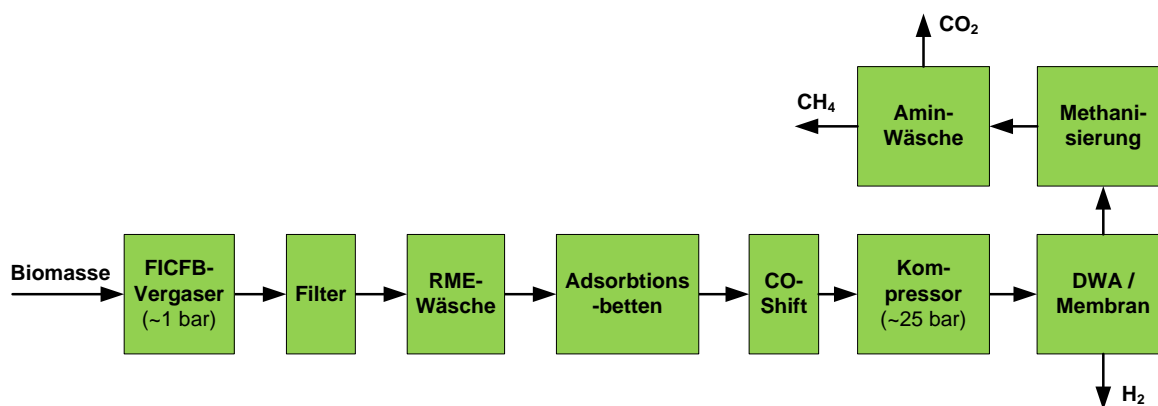 CO₂
CH₄
Amin-
Wäsche
Methani-
sierung
Biomasse
FICFB-
Vergaser
(~1 bar)
Filter
RME-
Wäsche
Adsorbtions
-betten
CO-
Shift
Kom-
pressor
(~25 bar)
DWA /
Membran
H₂